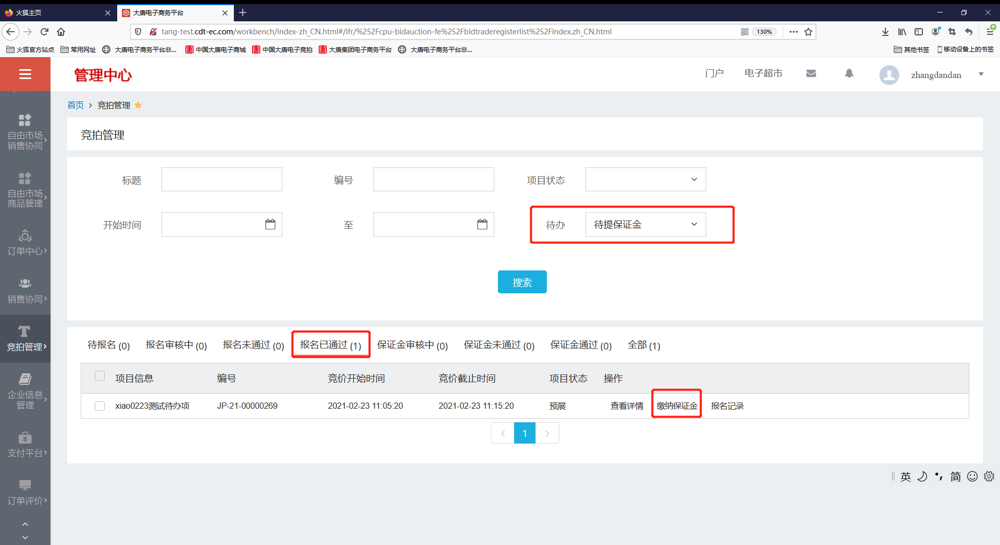 火狐主页
大唐电子商务平台
tang-test.cdt-ec.com/workbench/index-zh_CN.html#/ifr/%252Fcpu-bidauction-fe%252Fbidtraderegisterlist%252Findex.zh_CN.html
130%
火狐官方站点 常用网址 大唐电子商务平台非... 中国大唐电子商城 中国大唐电子竞拍 大唐集团电子商务平台 大唐电子商务平台非... 其他书签 移动设备上的书签
管理中心
门户 电子超市 zhangdandan
首页 > 竞拍管理
竞拍管理
标题 编号 项目状态
开始时间 至 待办 待提保证金
搜索
待报名 (0) 报名审核中 (0) 报名未通过 (0) 报名已通过 (1) 保证金审核中 (0) 保证金未通过 (0) 保证金通过 (0) 全部 (1)
项目信息 编号 竞价开始时间 竞价截止时间 项目状态 操作
xiao0223测试待办项 JP-21-00000269 2021-02-23 11:05:20 2021-02-23 11:15:20 预展 查看详情 缴纳保证金 报名记录
1
自由市场
销售协同
自由市场
商品管理
订单中心
销售协同
竞拍管理
企业信息
管理
支付平台
订单评价
英 简